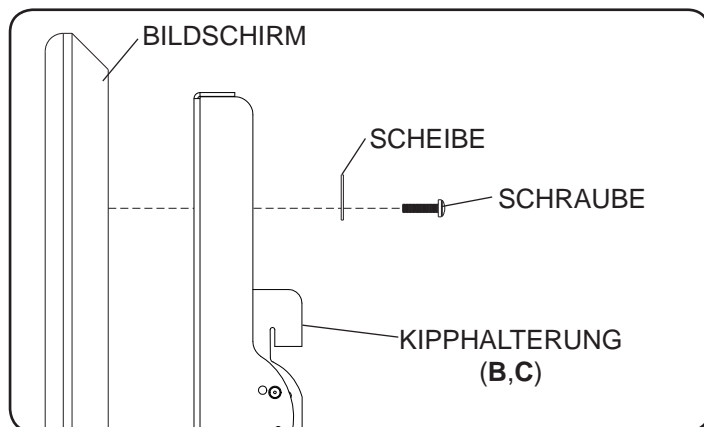 BILDSCHIRM
SCHEIBE
SCHRAUBE
KIPPHALTERUNG
(B,C)